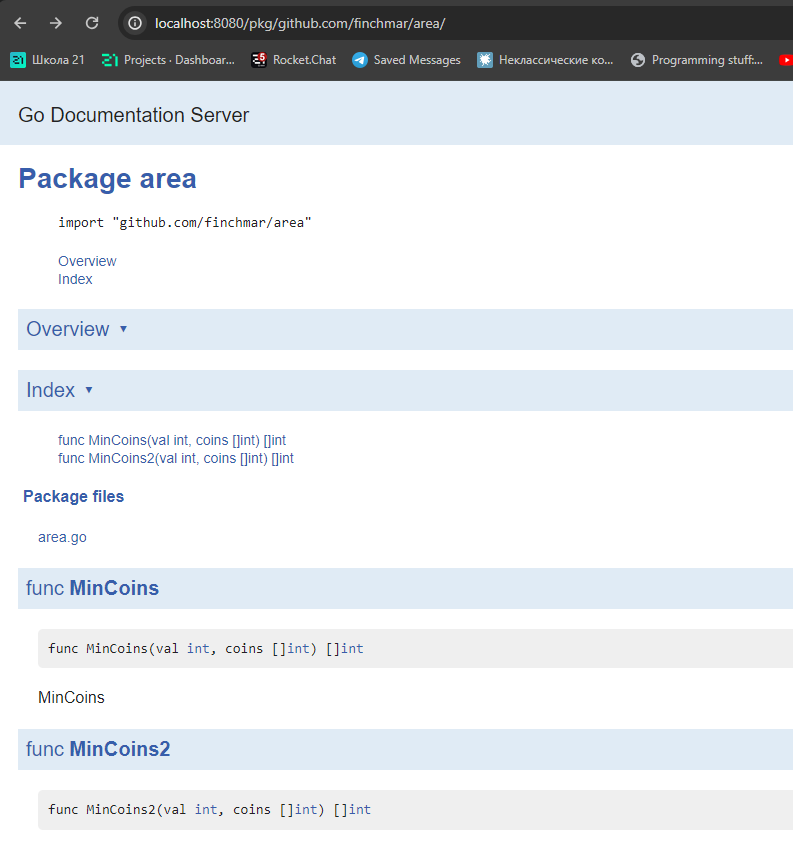 localhost:8080/pkg/github.com/finchmar/area/
21 Школа 21 21 Projects · Dashboar... 5 Rocket.Chat Saved Messages Неклассические ко... Programming stuff:...
Go Documentation Server
Package area
import "github.com/finchmar/area"
Overview
Index
Overview ▾
Index ▾
func MinCoins(val int, coins []int) []int
func MinCoins2(val int, coins []int) []int
Package files
area.go
func MinCoins
func MinCoins(val int, coins []int) []int
MinCoins
func MinCoins2
func MinCoins2(val int, coins []int) []int